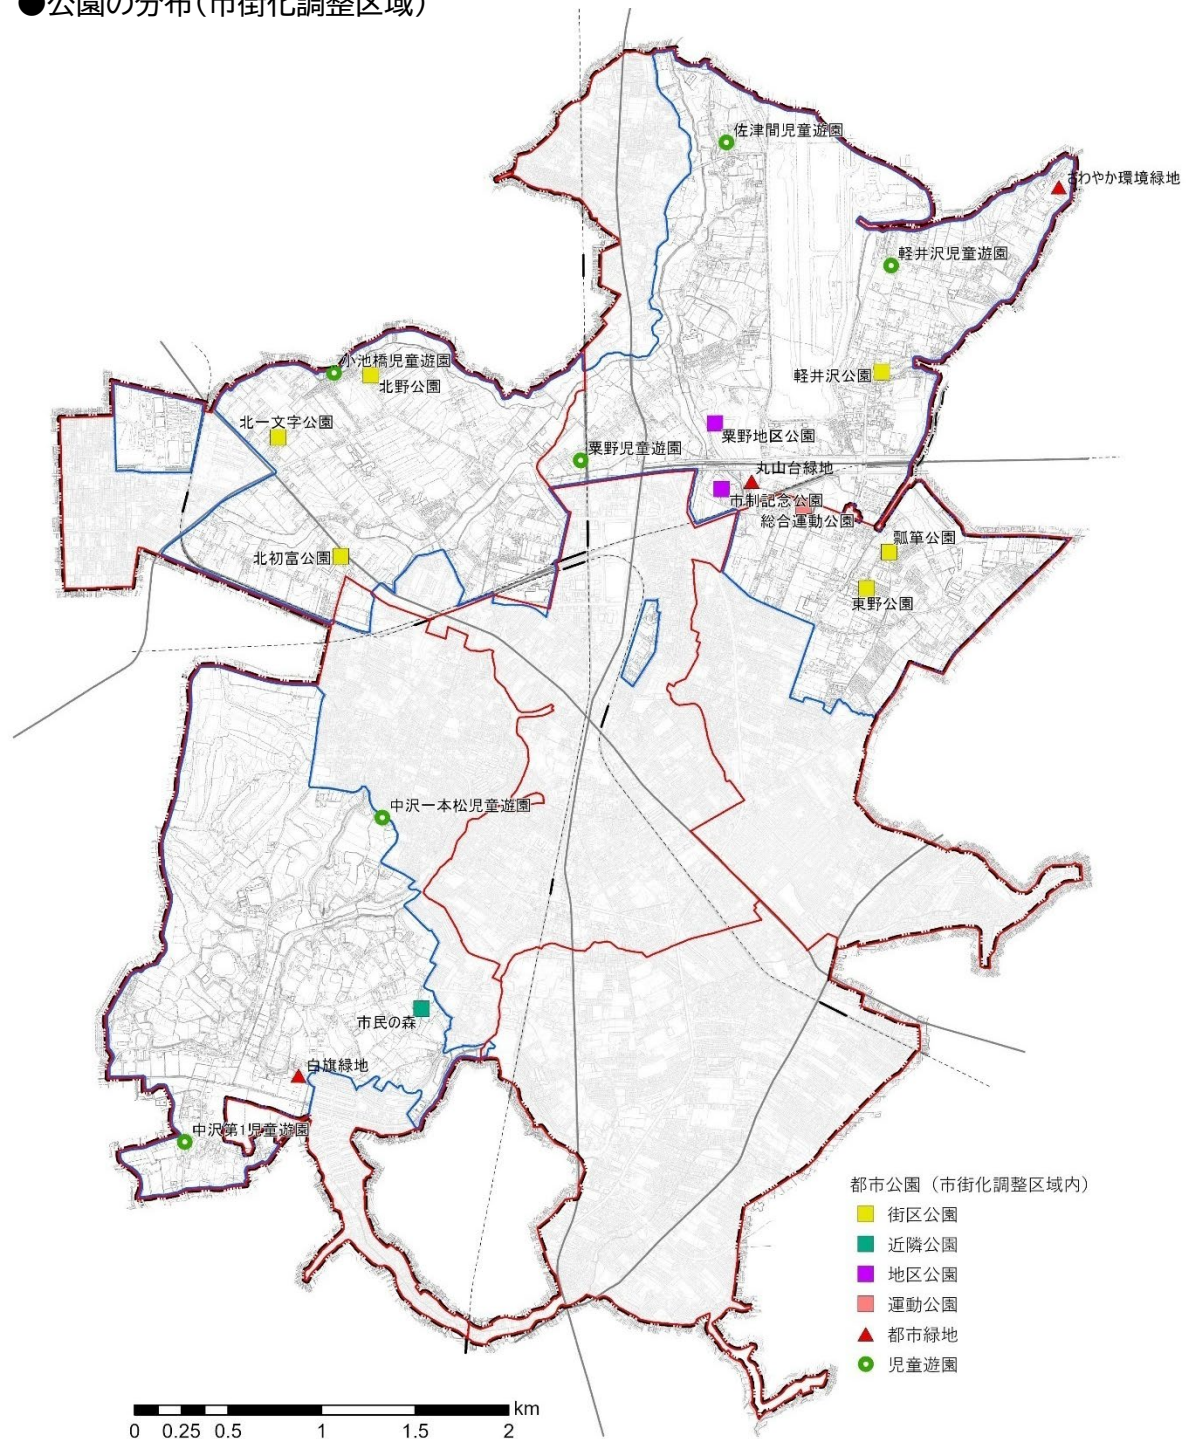 ●公園の分布(市街化調整区域)
佐津間児童遊園
さわやか環境緑地
軽井沢児童遊園
小池橋児童遊園
北野公園
軽井沢公園
北一文字公園
粟野地区公園
粟野児童遊園
丸山台緑地
市制記念公園
総合運動公園
瓢箪公園
北初富公園
東野公園
中沢一本松児童遊園
市民の森
白旗緑地
中沢第1児童遊園
都市公園(市街化調整区域内)
街区公園
近隣公園
地区公園
運動公園
都市緑地
児童遊園
km
0 0.25 0.5 1 1.5 2